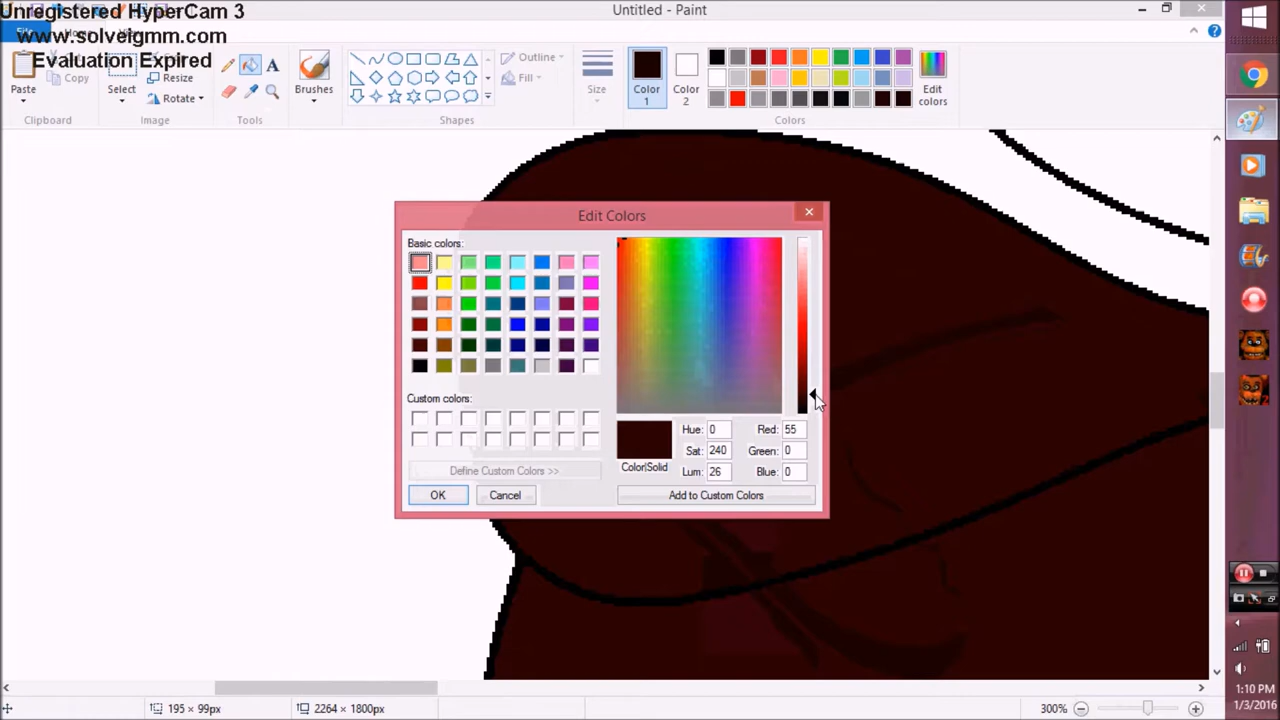 Unregistered HyperCam 3
www.solveigmm.com
Evaluation Expired
Untitled - Paint
Paste
Copy
Clipboard
Select
Resize
Rotate
Image
Tools
Brushes
Shapes
Outline
Fill
Size
Color 1
Color 2
Edit colors
Colors
Edit Colors
Basic colors:
Custom colors:
Define Custom Colors >>
OK
Cancel
Hue: 0
Red: 55
Sat: 240
Green: 0
Lum: 26
Blue: 0
Color|Solid
Add to Custom Colors
195 × 99px
2264 × 1800px
300%
1:10 PM
1/3/2016